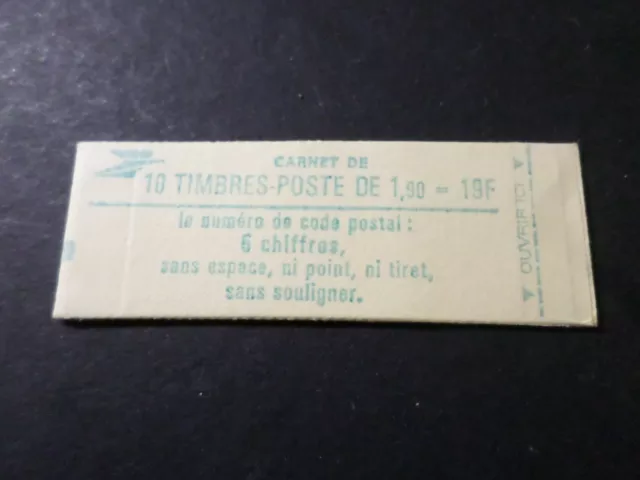 CARNET DE
10 TIMBRES-POSTE DE 1,90 = 19F
le numéro de code postal :
6 chiffres,
sans espace, ni point, ni tiret,
sans souligner.
OUVRIR ICI